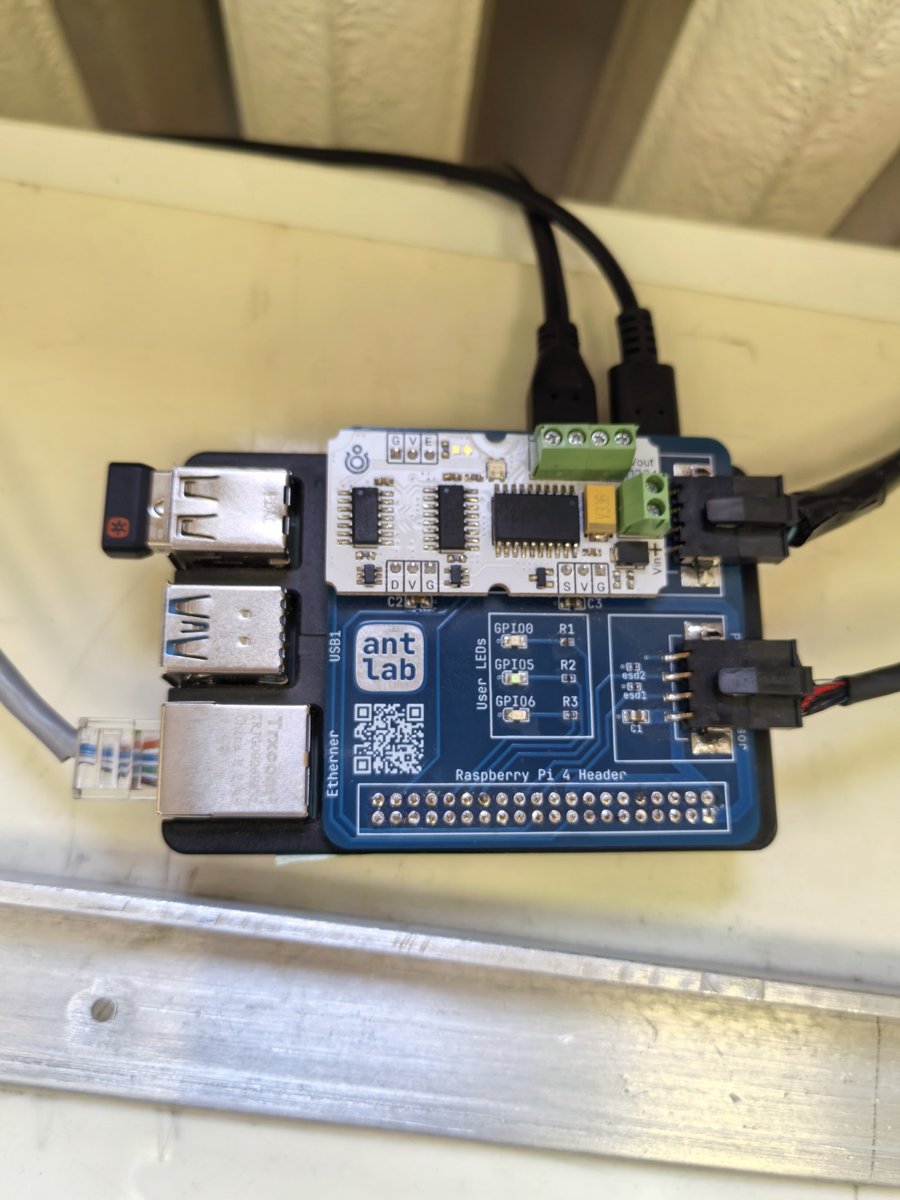 G V E
Vout
336
Vin
D V G
S V G
C2
C3
USB1
ant
lab
User LEDs
GPIO0
R1
GPIO5
R2
GPIO6
R3
esd2
esd1
C1
Etherner
Raspberry Pi 4 Header